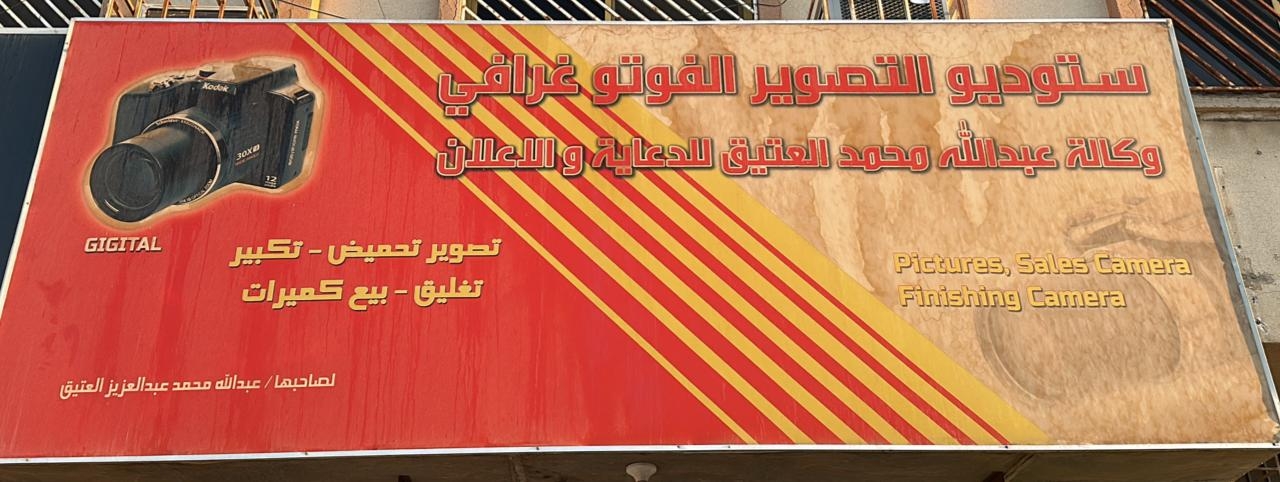 ستوديو التصوير الفوتو غرافي
وكالة عبدالله محمد العتيق للدعاية و الاعلان
Kodak
30X
12
GIGITAL
تصوير تحميض - تكبير
تغليق - بيع كميرات
Pictures, Sales Camera
Finishing Camera
لصاحبها / عبدالله محمد عبدالعزيز العتيق